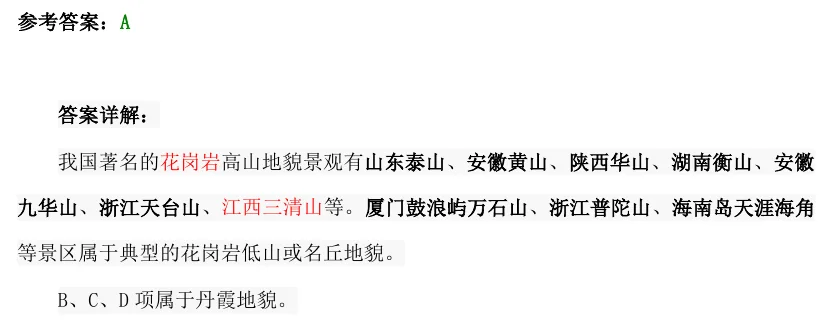 参考答案：A
答案详解：
我国著名的花岗岩高山地貌景观有山东泰山、安徽黄山、陕西华山、湖南衡山、安徽
九华山、浙江天台山、江西三清山等。厦门鼓浪屿万石山、浙江普陀山、海南岛天涯海角
等景区属于典型的花岗岩低山或名丘地貌。
B、C、D 项属于丹霞地貌。